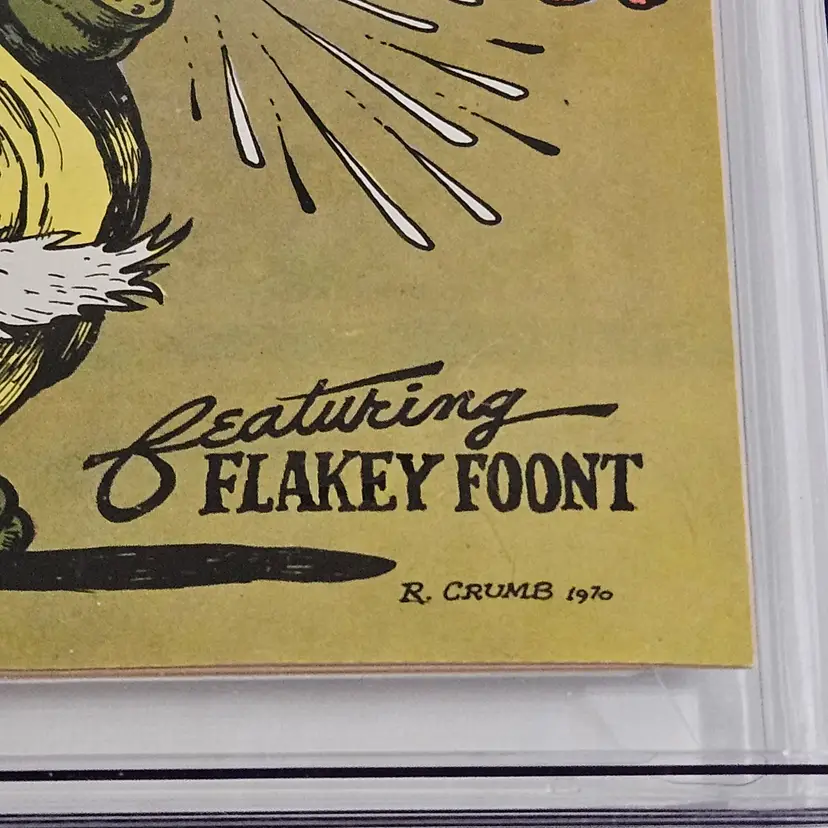 featuring
FLAKEY FOONT
R. CRUMB 1970